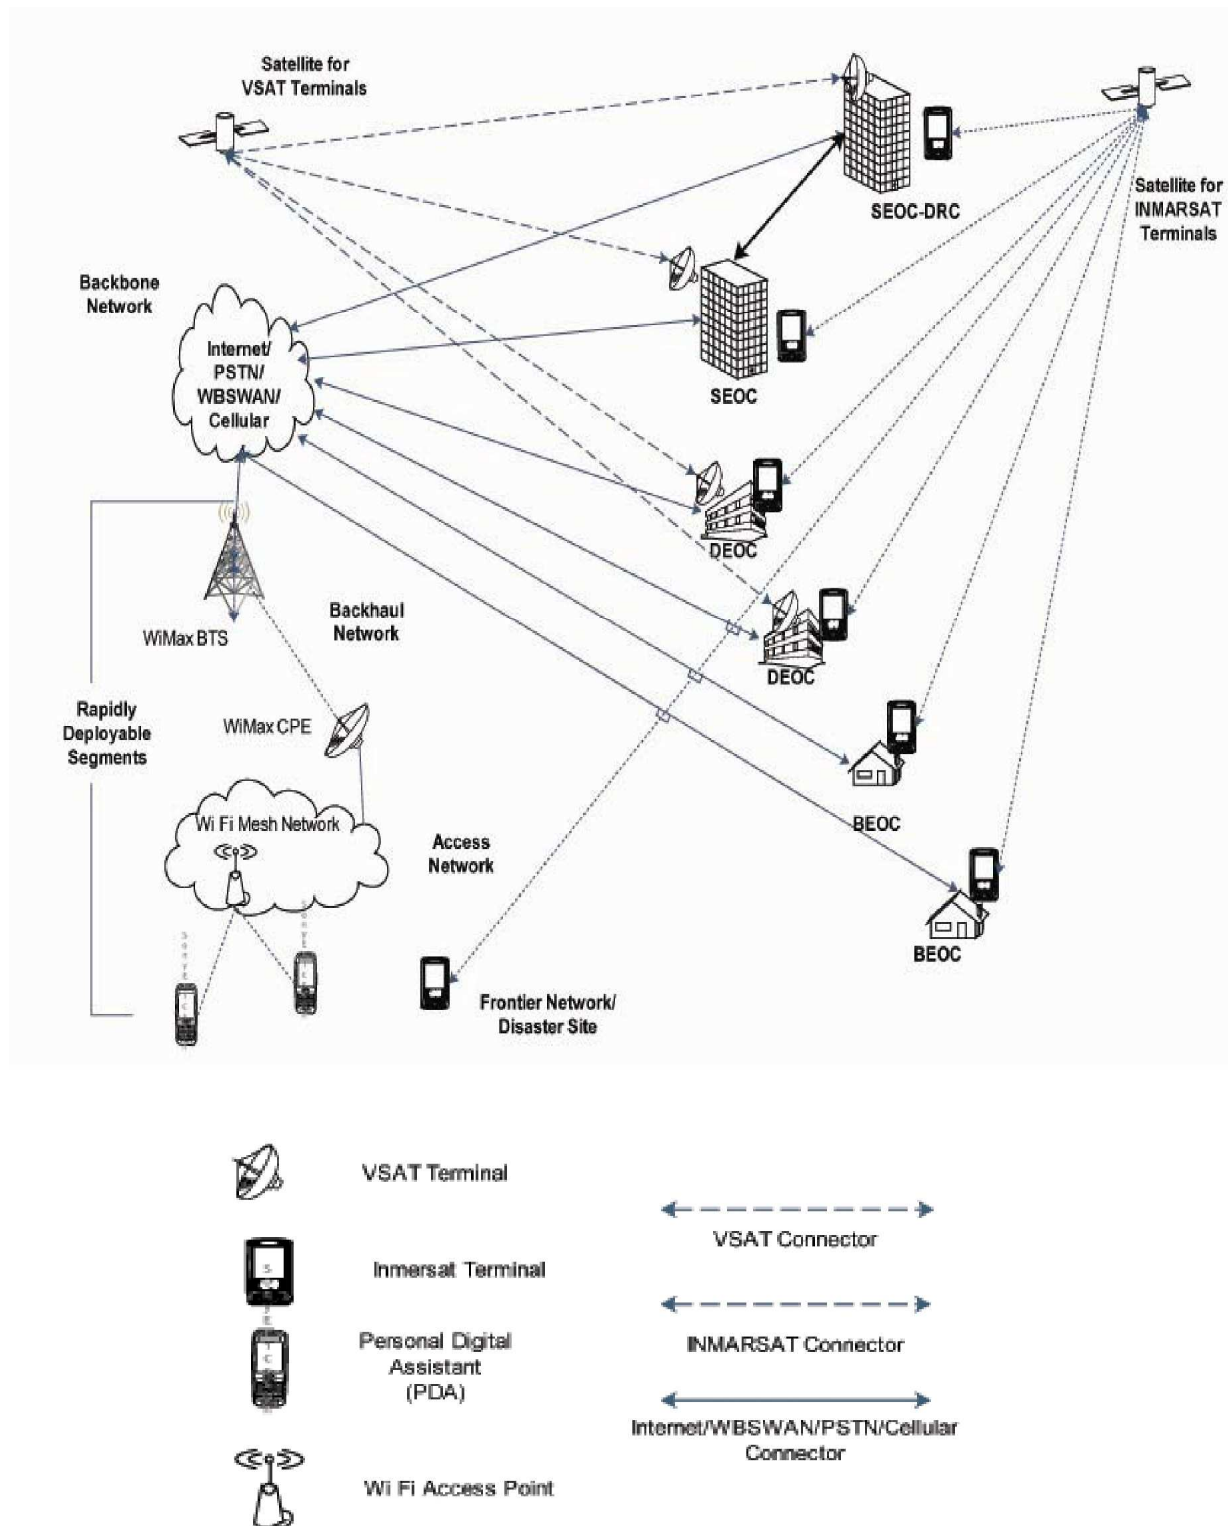 Satellite for
VSAT Terminals
SEOC-DRC
Satellite for
INMARSAT
Terminals
Backbone
Network
Internet/
PSTN/
WBSWAN/
Cellular
SEOC
DEOC
WiMax BTS
Backhaul
Network
DEOC
Rapidly
Deployable
Segments
WiMax CPE
Wi Fi Mesh Network
BEOC
Access
Network
BEOC
Frontier Network/
Disaster Site
VSAT Terminal
VSAT Connector
Inmersat Terminal
INMARSAT Connector
Personal Digital
Assistant
(PDA)
Internet/WBSWAN/PSTN/Cellular
Connector
Wi Fi Access Point